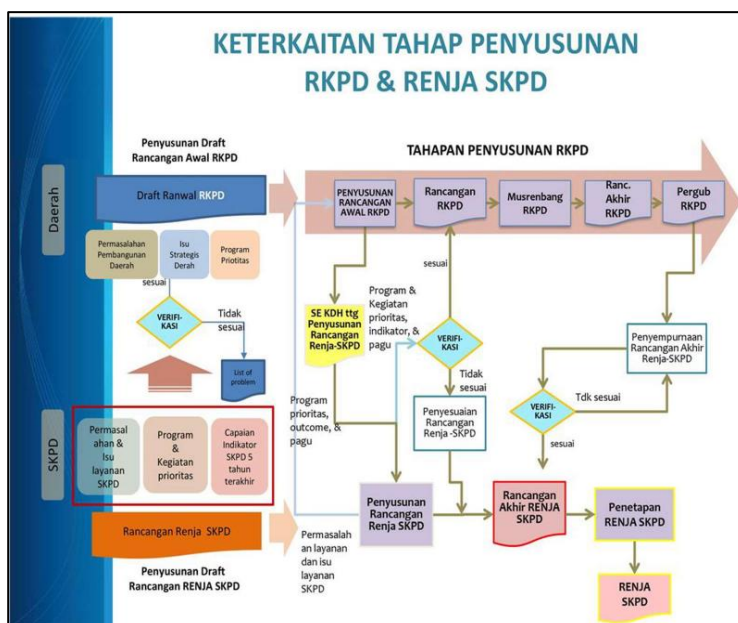 KETERKAITAN TAHAP PENYUSUNAN
RKPD & RENJA SKPD
Penyusunan Draft
Rancangan Awal RKPD
TAHAPAN PENYUSUNAN RKPD
Daerah
Draft Ranwal RKPD
PENYUSUNAN
RANCANGAN
AWAL RKPD
Rancangan
RKPD
Musrenbang RKPD
Ranc.
Akhir
RKPD
Pergub
RKPD
Permasalahan
Pembangunan
Daerah
Isu
Strategis
Derah
Program
Priotitas
sesuai
VERIFI-
KASI
Tidak
sesuai
List of
problem
SE KDH ttg
Penyusunan
Rancangan
Renja-SKPD
Program &
Kegiatan
prioritas,
indikator, &
pagu
sesuai
VERIFI-
KASI
Tidak
sesuai
Penyempurnaan
Rancangan Akhir
Renja-SKPD
VERIFI-
KASI
Tdk sesuai
sesuai
SKPD
Permasal
ahan &
Isu
layanan
SKPD
Program
&
Kegiatan
prioritas
Capaian
Indikator
SKPD 5
tahun
terakhir
Program
prioritas,
outcome, &
pagu
Penyesuaian
Rancangan
Renja -SKPD
Penyusunan
Rancangan
Renja SKPD
Rancangan
Akhir RENJA
SKPD
Penetapan
RENJA SKPD
Rancangan Renja SKPD
Permasalah
an layanan
dan isu
layanan
SKPD
Penyusunan Draft
Rancangan RENJA SKPD
RENJA
SKPD